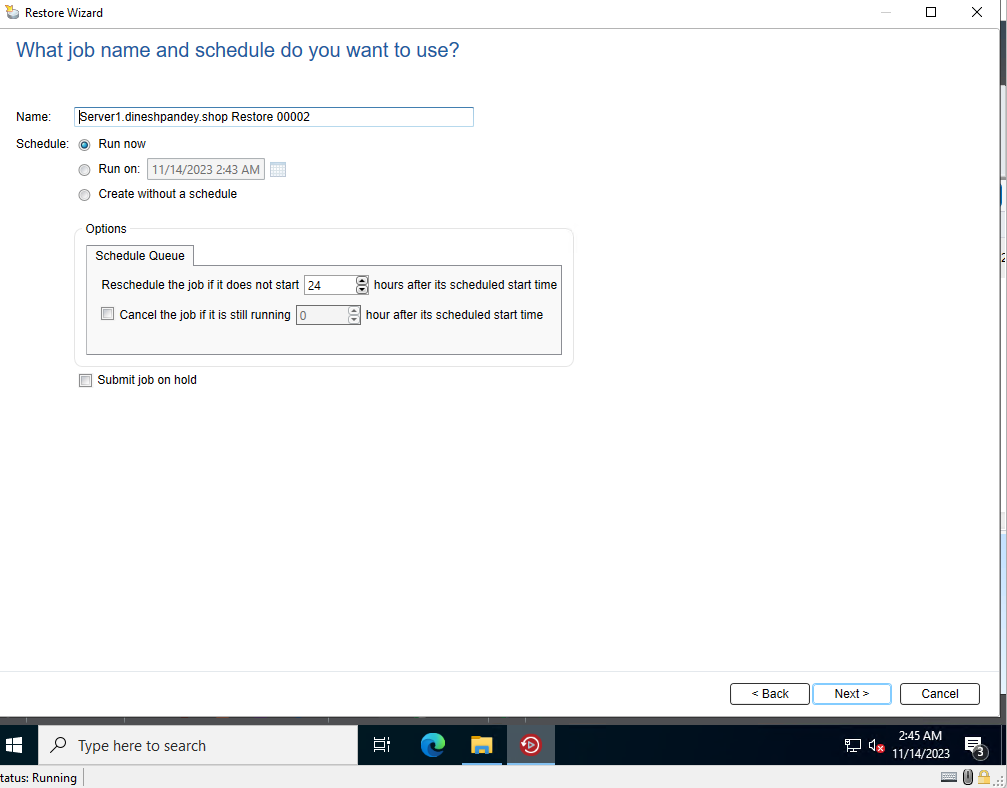 Restore Wizard
What job name and schedule do you want to use?
Name: Server1.dineshpandey.shop Restore 00002
Schedule: Run now
Run on: 11/14/2023 2:43 AM
Create without a schedule
Options
Schedule Queue
Reschedule the job if it does not start 24 hours after its scheduled start time
Cancel the job if it is still running 0 hour after its scheduled start time
Submit job on hold
< Back Next > Cancel
Type here to search
2:45 AM
11/14/2023
3
tatus: Running